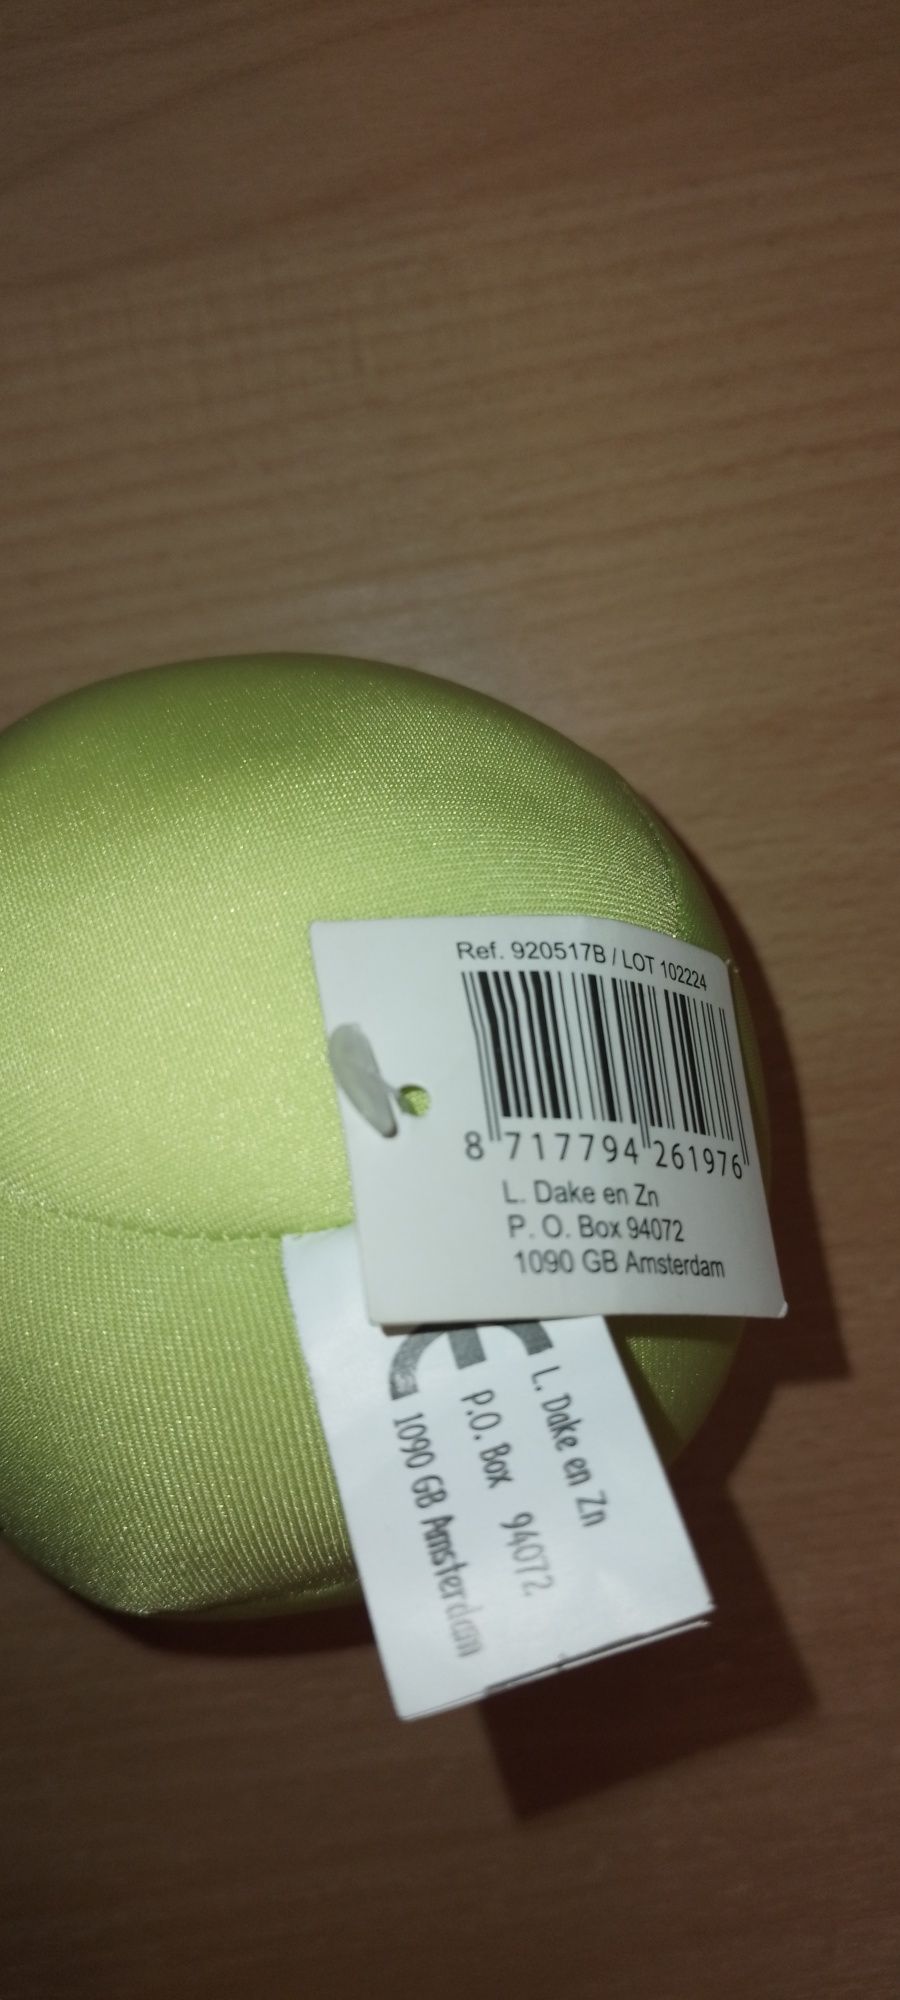 Ref. 920517B / LOT 102224
8 717794 261976
L. Dake en Zn
P. O. Box 94072
1090 GB Amsterdam
CE
L. Dake en Zn
P.O. Box 94072.
1090 GB Amsterdam